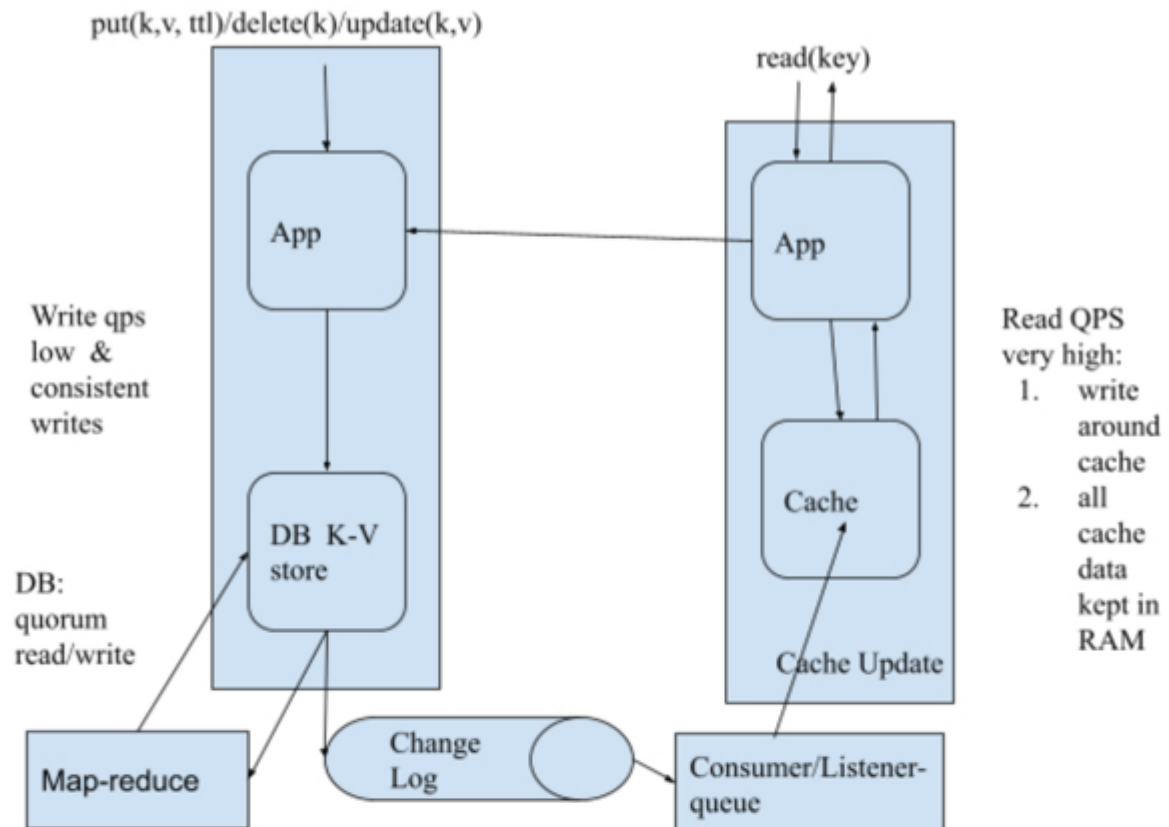 put(k,v, ttl)/delete(k)/update(k,v)
read(key)
App
App
Write qps
low &
consistent
writes
Read QPS
very high:
1. write
around
cache
2. all
cache
data
kept in
RAM
DB K-V
store
Cache
DB:
quorum
read/write
Cache Update
Map-reduce
Change
Log
Consumer/Listener-
queue